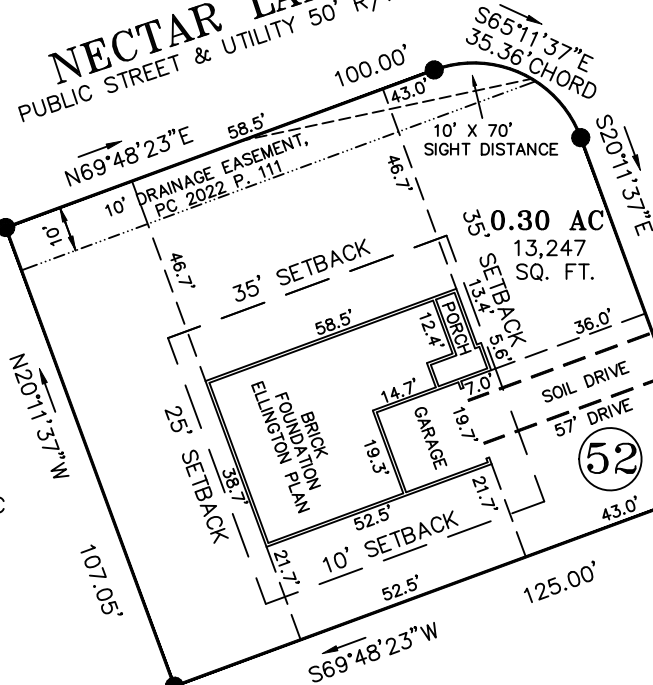 NECTAR
PUBLIC STREET & UTILITY 50'
S65°11'37"E
35.36' CHORD
100.00'
43.0'
58.5'
N69°48'23"E
10' X 70'
SIGHT DISTANCE
S20°11'37"E
DRAINAGE EASEMENT,
PC 2022 P. 111
10'
10'
46.7'
46.7'
35' SETBACK
35' SETBACK
0.30 AC
13,247
SQ. FT.
58.5'
13.4'
PORCH
12.4'
5.6'
36.0'
7.0'
14.7'
SOIL DRIVE
57' DRIVE
N20°11'37"W
25' SETBACK
BRICK
FOUNDATION
ELLINGTON PLAN
GARAGE
19.7'
19.3'
38.7'
52
52.5'
21.7'
21.7'
10' SETBACK
43.0'
107.05'
52.5'
125.00'
S69°48'23"W